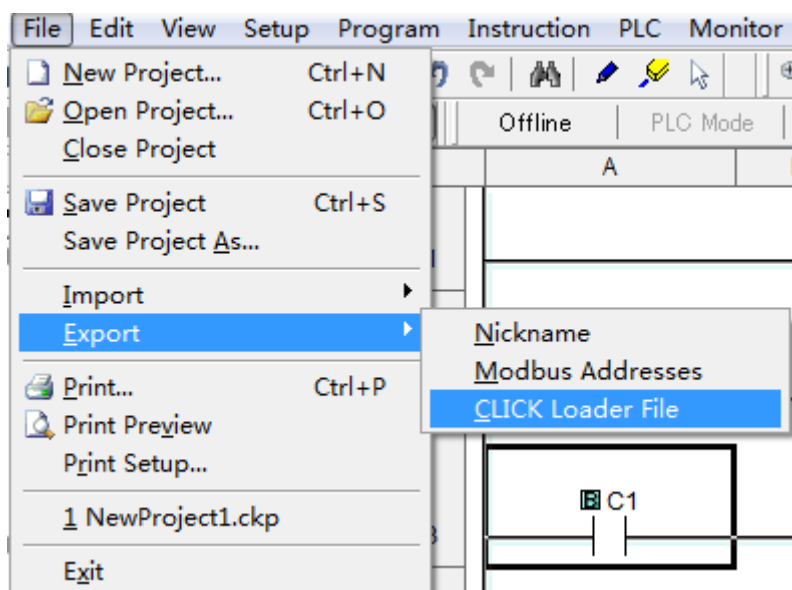 File Edit View Setup Program Instruction PLC Monitor
New Project... Ctrl+N
Open Project... Ctrl+O
Offline PLC Mode
Close Project
A
Save Project Ctrl+S
Save Project As...
Import
Export
Nickname
Modbus Addresses
CLICK Loader File
Print... Ctrl+P
Print Preview
Print Setup...
1 NewProject1.ckp
Exit
B C1